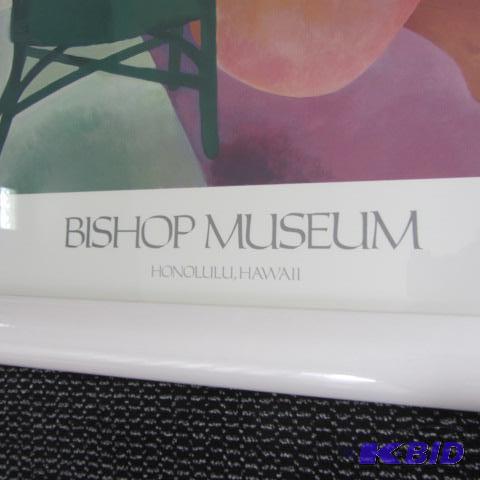 BISHOP MUSEUM
HONOLULU, HAWAII
K-BID